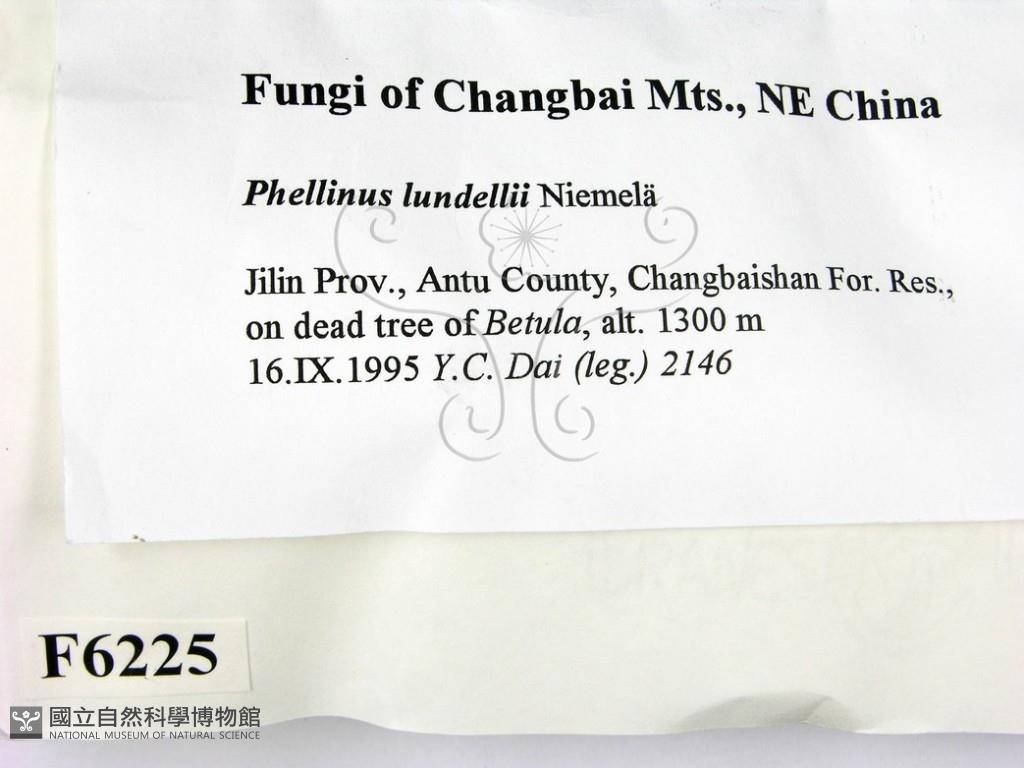 Fungi of Changbai Mts., NE China
Phellinus lundellii Niemelä
Jilin Prov., Antu County, Changbaishan For. Res.,
on dead tree of Betula, alt. 1300 m
16.IX.1995 Y.C. Dai (leg.) 2146
F6225
國立自然科學博物館
NATIONAL MUSEUM OF NATURAL SCIENCE